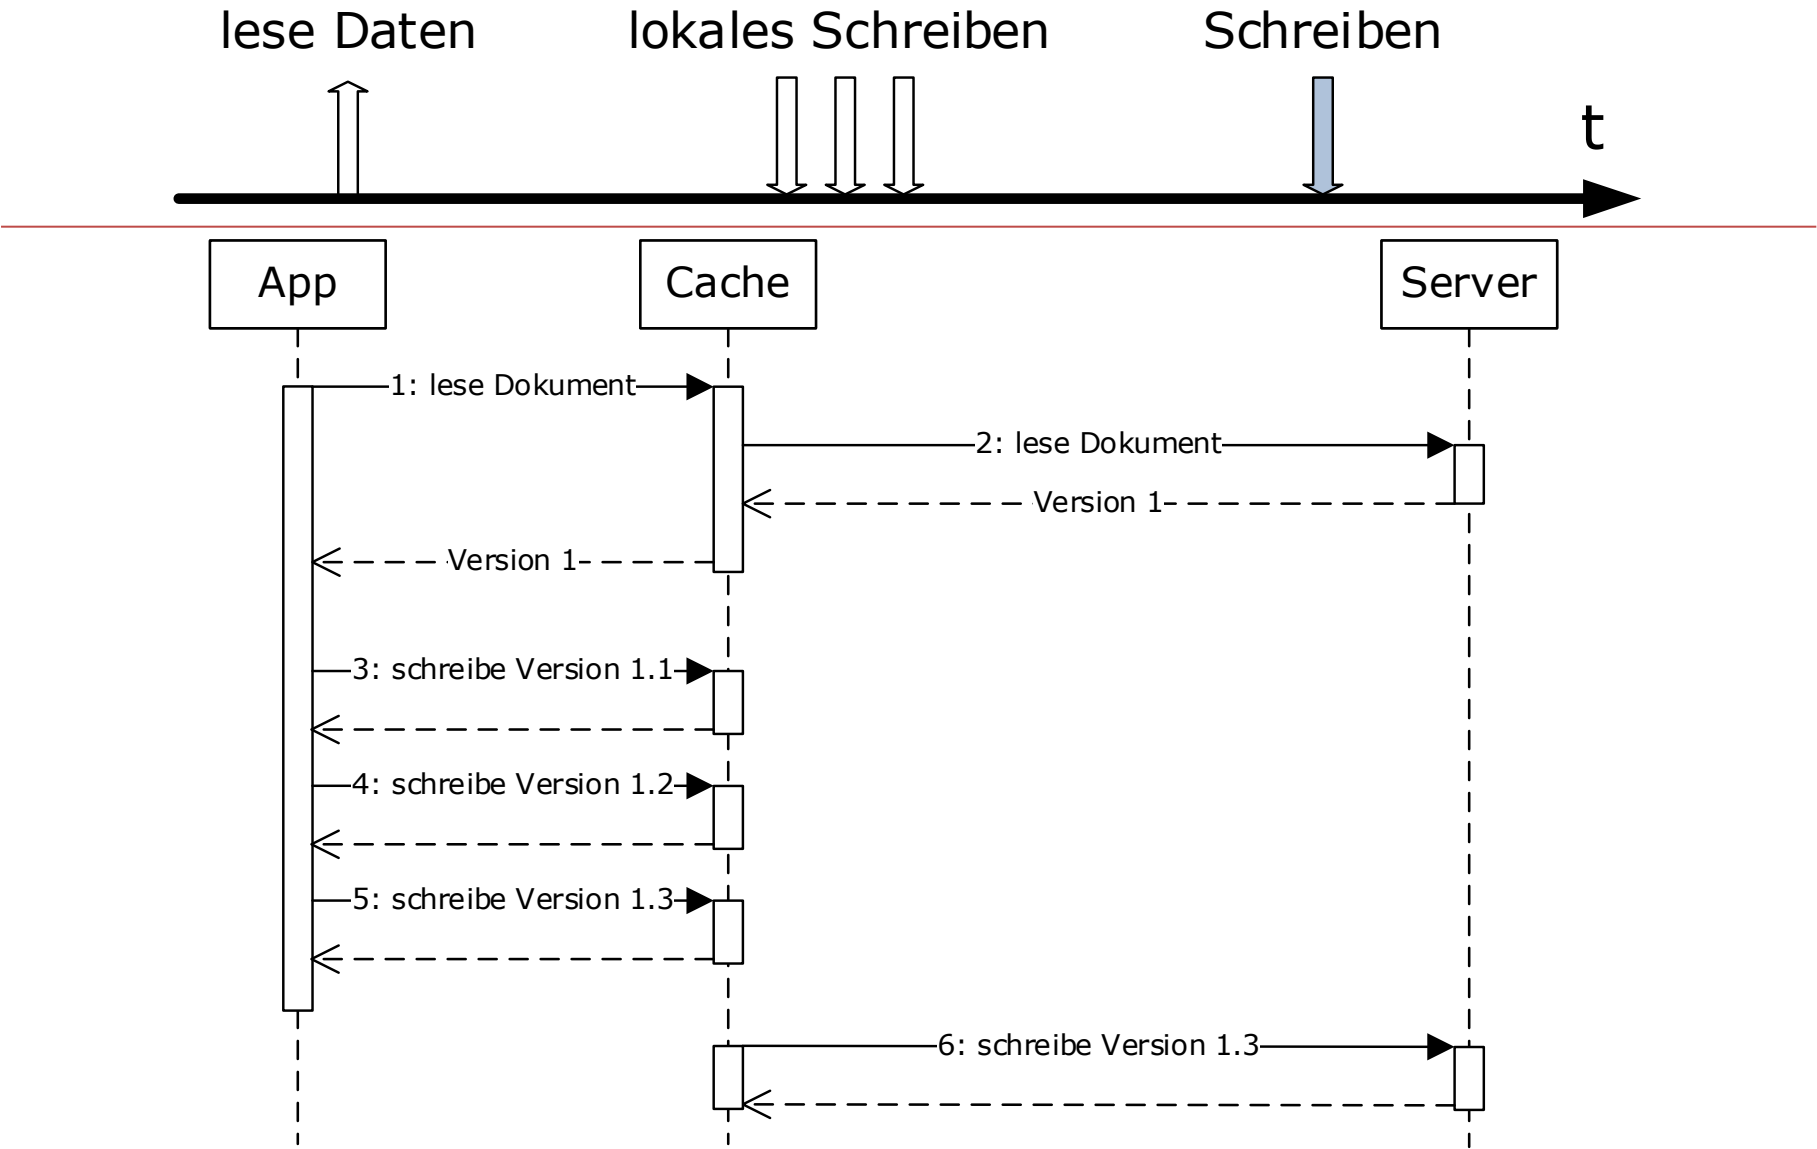 lese Daten
lokales Schreiben
Schreiben
t
App
Cache
Server
1: lese Dokument
2: lese Dokument
Version 1
Version 1
3: schreibe Version 1.1
4: schreibe Version 1.2
5: schreibe Version 1.3
6: schreibe Version 1.3